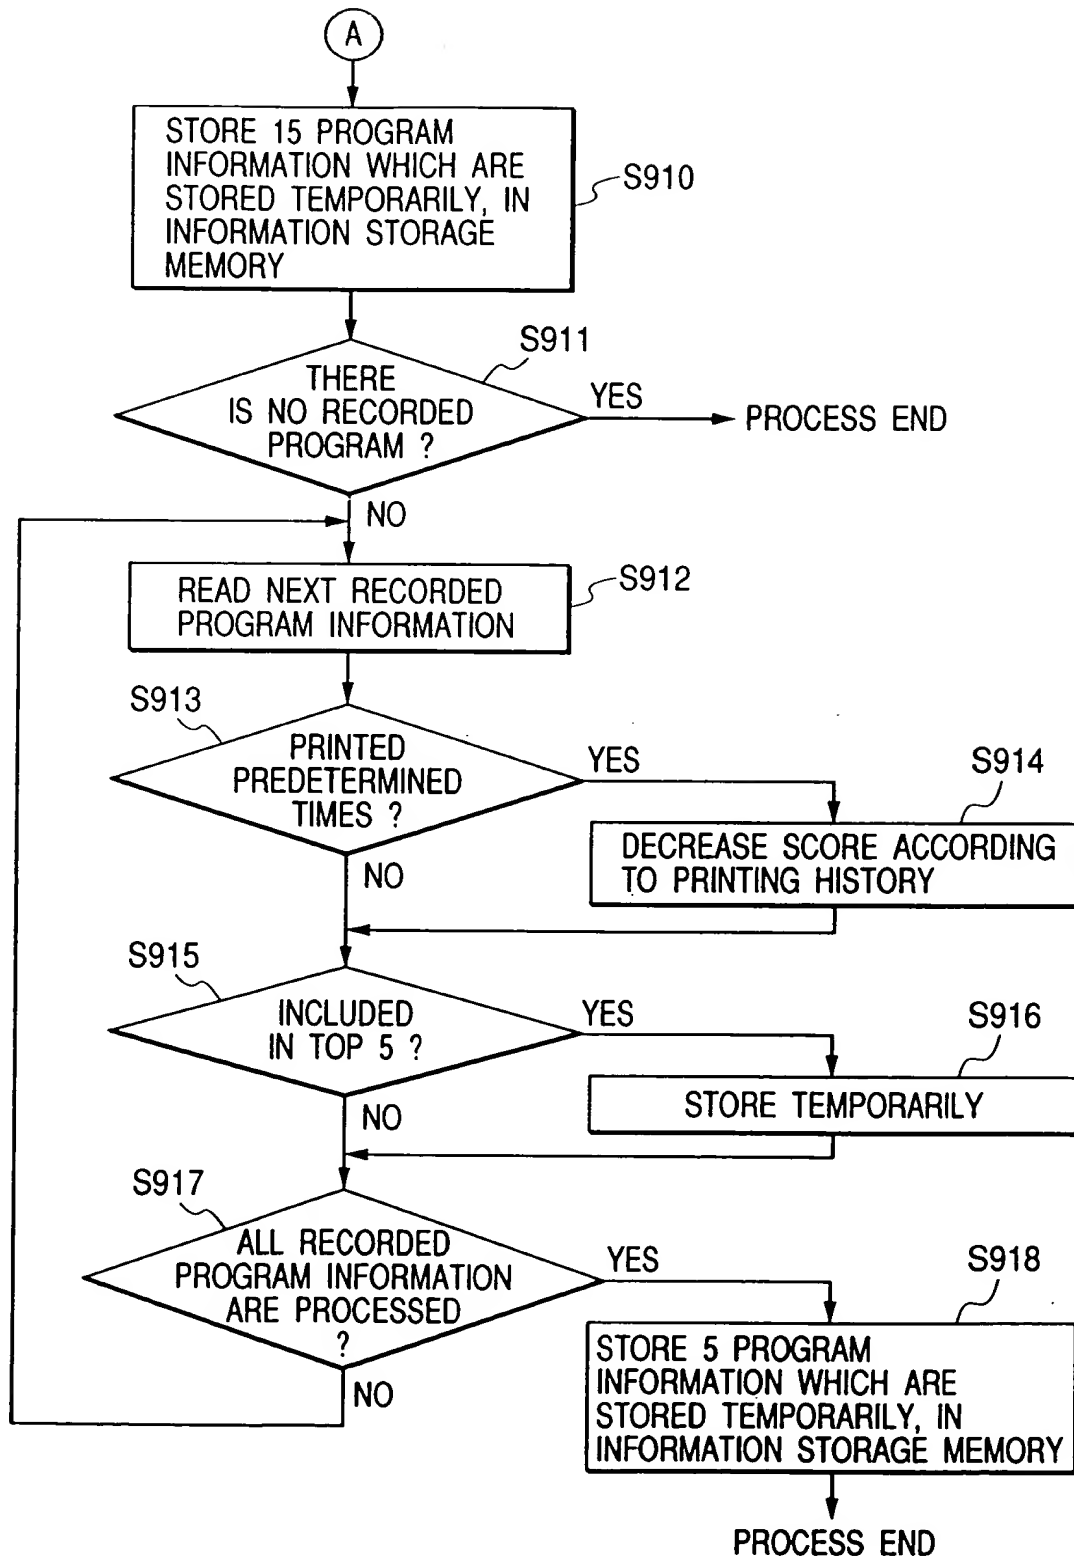 A
STORE 15 PROGRAM
INFORMATION WHICH ARE
STORED TEMPORARILY, IN
INFORMATION STORAGE
MEMORY
S910
S911
THERE
IS NO RECORDED
PROGRAM ?
YES
PROCESS END
NO
READ NEXT RECORDED
PROGRAM INFORMATION
S912
S913
PRINTED
PREDETERMINED
TIMES ?
YES
S914
DECREASE SCORE ACCORDING
TO PRINTING HISTORY
NO
S915
INCLUDED
IN TOP 5 ?
YES
S916
STORE TEMPORARILY
NO
S917
ALL RECORDED
PROGRAM INFORMATION
ARE PROCESSED
?
YES
S918
STORE 5 PROGRAM
INFORMATION WHICH ARE
STORED TEMPORARILY, IN
INFORMATION STORAGE MEMORY
NO
PROCESS END